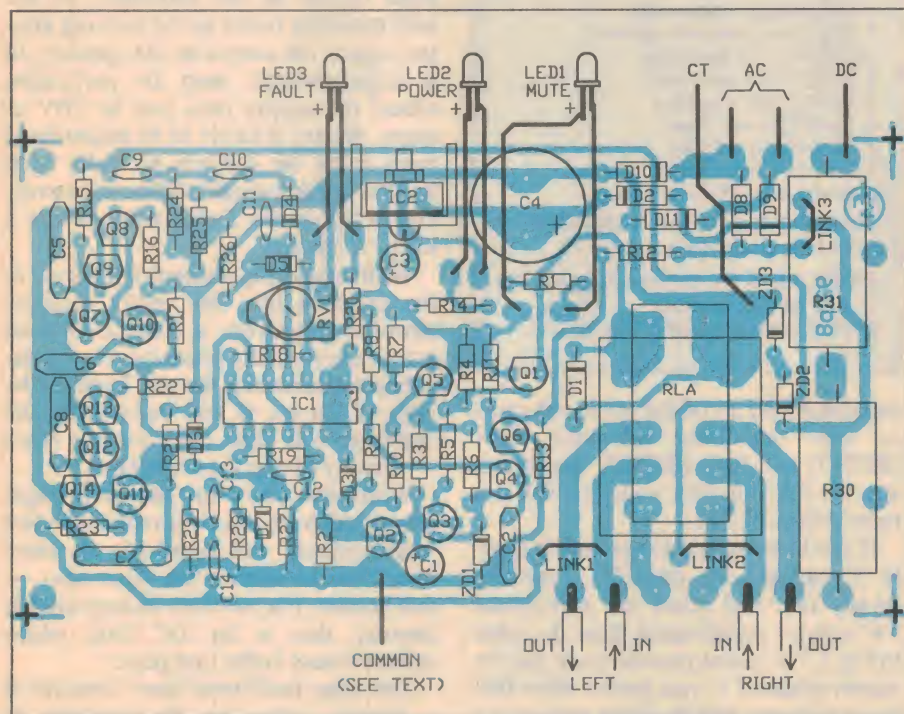 LED3
FAULT
LED2
POWER
LED1
MUTE
CT
AC
DC
+
+
+
C9
C10
R15
R24
R25
C11
D4
IC2
C4
+
D10
D2
D11
D8
D9
LINK3
C5
Q8
R16
R26
D5
C3
+
R12
Q9
R17
RV1
R20
R14
R1
ZD3
R31
Q7
Q10
R8
R7
C6
R18
R4
R11
Q1
D1
RLA
ZD2
R22
Q5
C8
Q13
R21
D6
IC1
Q12
R19
C13
C12
R9
R10
R3
R5
R6
Q6
R13
Q4
R30
Q14
Q11
D3
R23
R29
R28
D7
R27
R2
Q2
Q3
C1
+
ZD1
C2
C7
C14
LINK1
LINK2
OUT
IN
IN
OUT
COMMON
(SEE TEXT)
LEFT
RIGHT